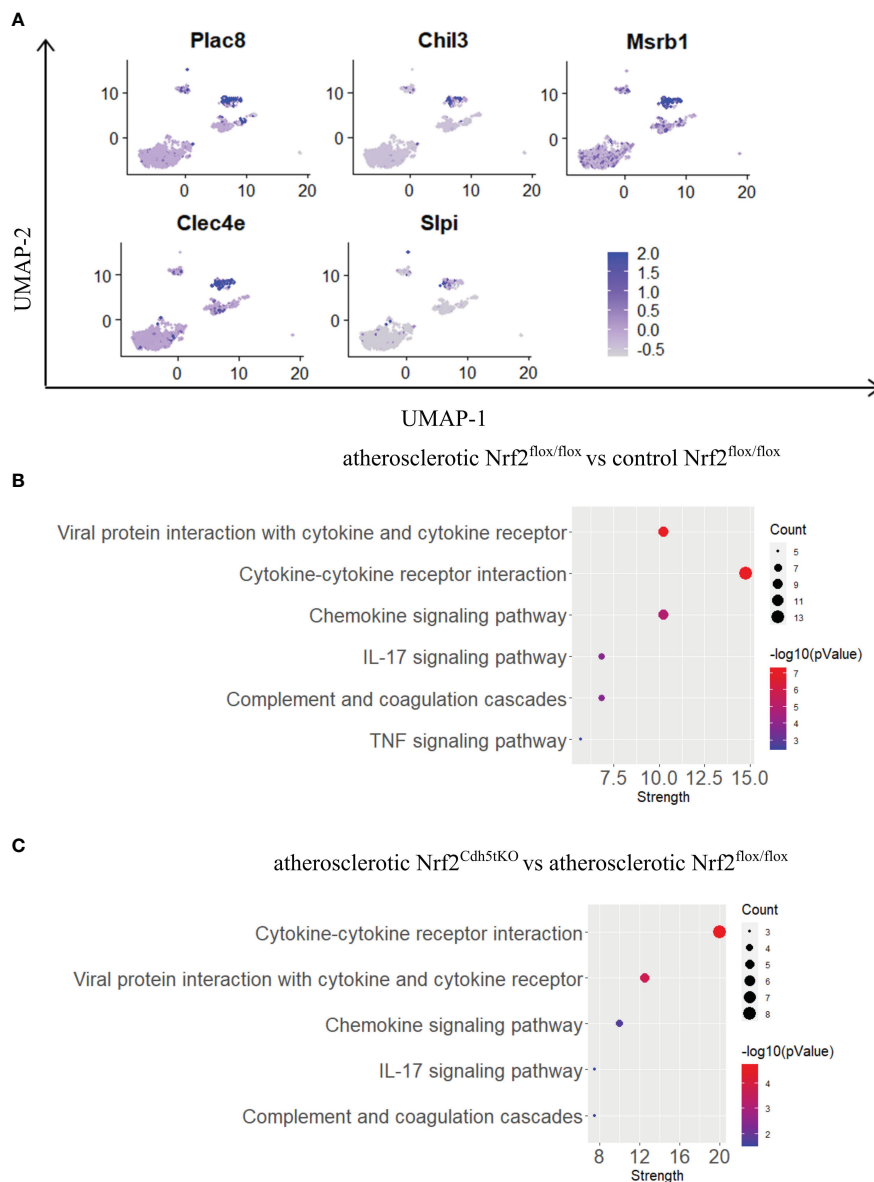 A
Plac8
Chil3
Msrb1
10
0
0 10 20
10
0
0 10 20
10
0
0 10 20
Clec4e
Slpi
10
0
0 10 20
10
0
0 10 20
2.0
1.5
1.0
0.5
0.0
-0.5
UMAP-2
UMAP-1
atherosclerotic Nrf2flox/flox vs control Nrf2flox/flox
B
Viral protein interaction with cytokine and cytokine receptor
Cytokine-cytokine receptor interaction
Chemokine signaling pathway
IL-17 signaling pathway
Complement and coagulation cascades
TNF signaling pathway
7.5 10.0 12.5 15.0
Strength
Count
5
7
9
11
13
-log10(pValue)
7
6
5
4
3
C
atherosclerotic Nrf2Cdh5tKO vs atherosclerotic Nrf2flox/flox
Cytokine-cytokine receptor interaction
Viral protein interaction with cytokine and cytokine receptor
Chemokine signaling pathway
IL-17 signaling pathway
Complement and coagulation cascades
8 12 16 20
Strength
Count
3
4
5
6
7
8
-log10(pValue)
4
3
2